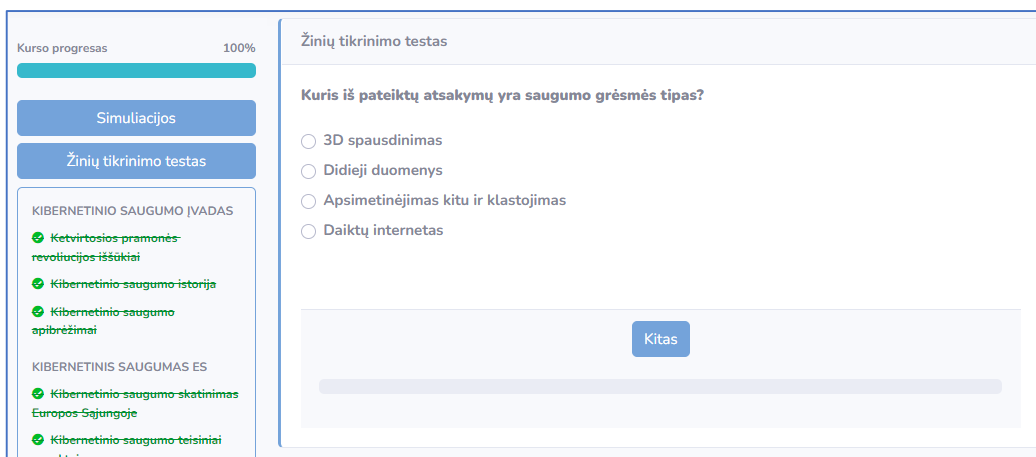 Kurso progresas 100%
Simuliacijos
Žinių tikrinimo testas
KIBERNETINIO SAUGUMO ĮVADAS
Ketvirtosios pramonės
revoliucijos iššūkiai
Kibernetinio saugumo istorija
Kibernetinio saugumo
apibrėžimai
KIBERNETINIS SAUGUMAS ES
Kibernetinio saugumo skatinimas
Europos Sąjungoje
Kibernetinio saugumo teisiniai
Žinių tikrinimo testas
Kuris iš pateiktų atsakymų yra saugumo grėsmės tipas?
3D spausdinimas
Didieji duomenys
Apsimetinėjimas kitu ir klastojimas
Daiktų internetas
Kitas